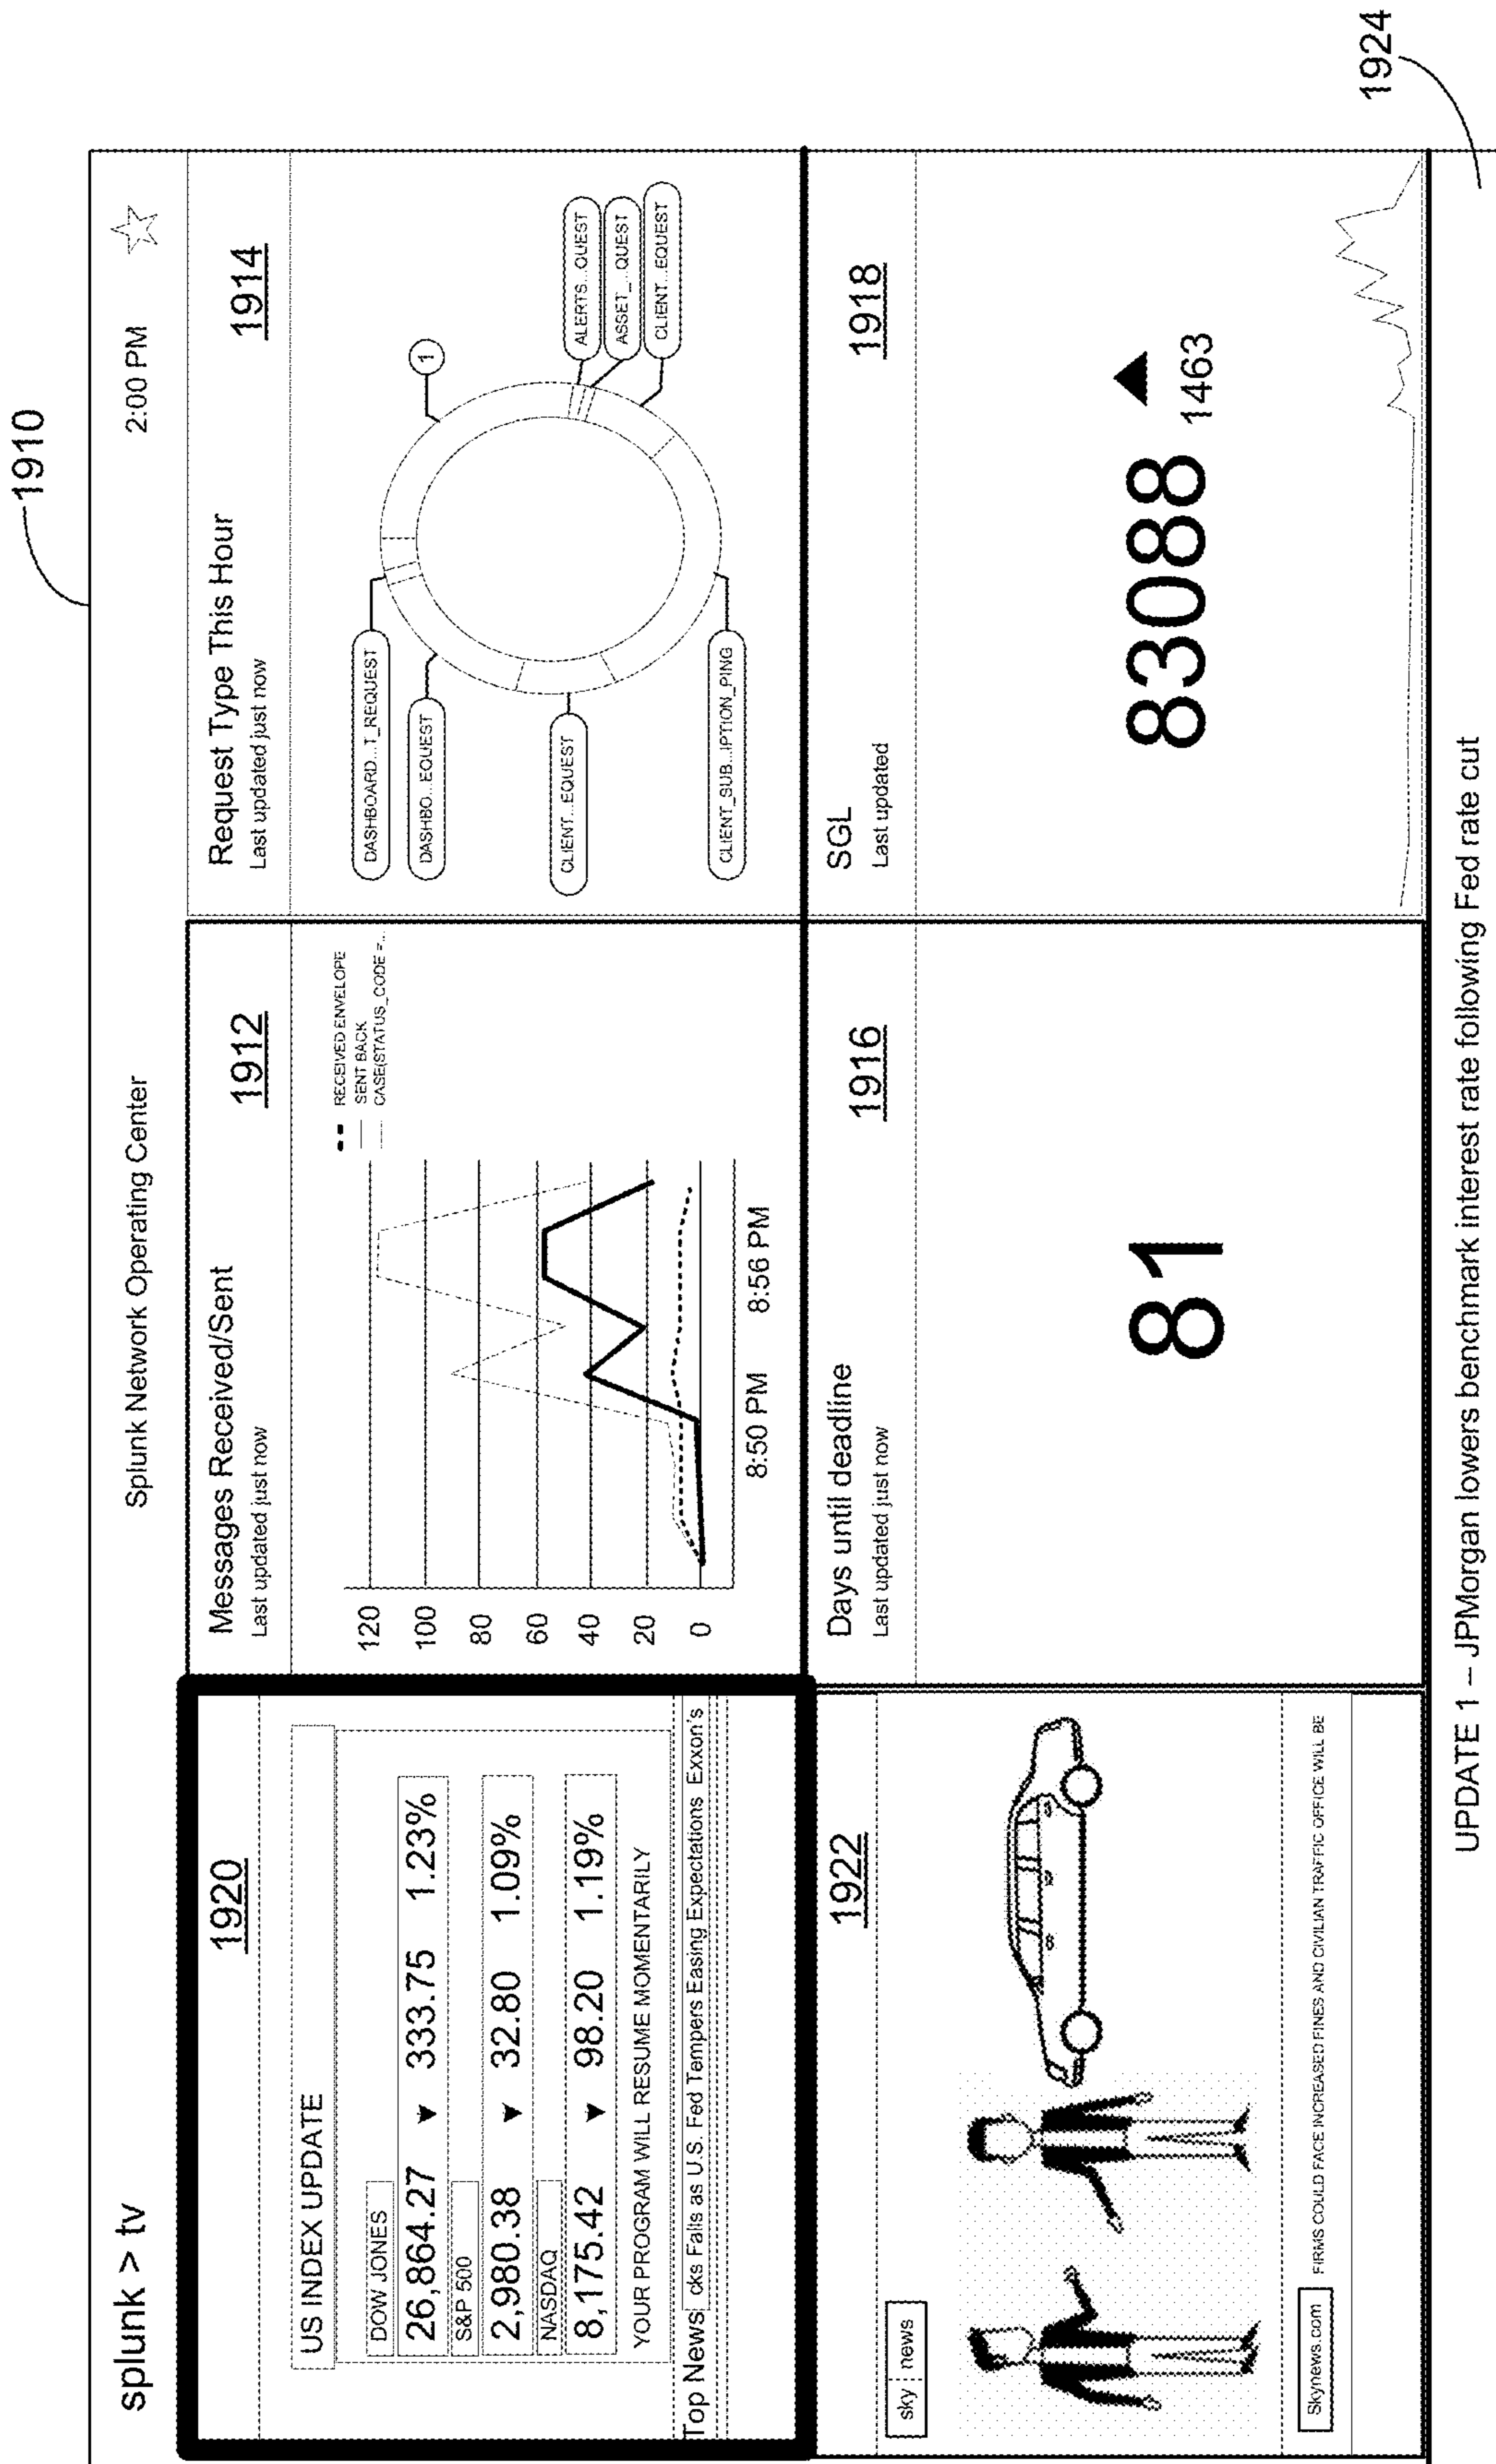 1910
splunk > tv
Splunk Network Operating Center
2:00 PM
1920
US INDEX UPDATE
DOW JONES
26,864.27 ▼ 333.75 1.23%
S&P 500
2,980.38 ▼ 32.80 1.09%
NASDAQ
8,175.42 ▼ 98.20 1.19%
YOUR PROGRAM WILL RESUME MOMENTARILY
Top News cks Falls as U.S. Fed Tempers Easing Expectations Exxon's
Messages Received/Sent
1912
Last updated just now
RECEIVED ENVELOPE
SENT BACK
CASE(STATUS_CODE =...
120
100
80
60
40
20
0
8:50 PM 8:56 PM
Request Type This Hour
1914
Last updated just now
DASHBOARD...T_REQUEST
DASHBO...EQUEST
CLIENT...EQUEST
CLIENT_SUB...IPTION_PING
1
ALERTS...QUEST
ASSET_...QUEST
CLIENT...EQUEST
1922
sky news
Skynews.com
FIRMS COULD FACE INCREASED FINES AND CIVILIAN TRAFFIC OFFICE WILL BE
Days until deadline
1916
Last updated just now
81
SGL
1918
Last updated
83088 ▲
1463
UPDATE 1 – JPMorgan lowers benchmark interest rate following Fed rate cut
1924